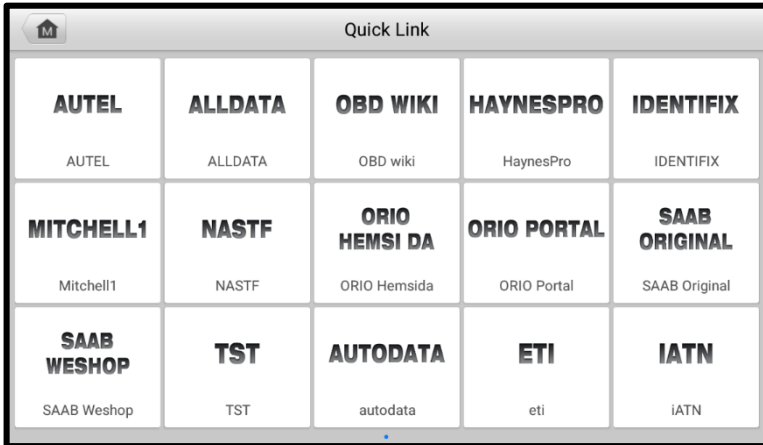 M
Quick Link
AUTEL
ALLDATA
OBD WIKI
HAYNESPRO
IDENTIFIX
AUTEL
ALLDATA
OBD wiki
HaynesPro
IDENTIFIX
MITCHELL1
NASTF
ORIO
HEMSI DA
ORIO PORTAL
SAAB
ORIGINAL
Mitchell1
NASTF
ORIO Hemsida
ORIO Portal
SAAB Original
SAAB
WESHOP
TST
AUTODATA
ETI
IATN
SAAB Weshop
TST
autodata
eti
iATN